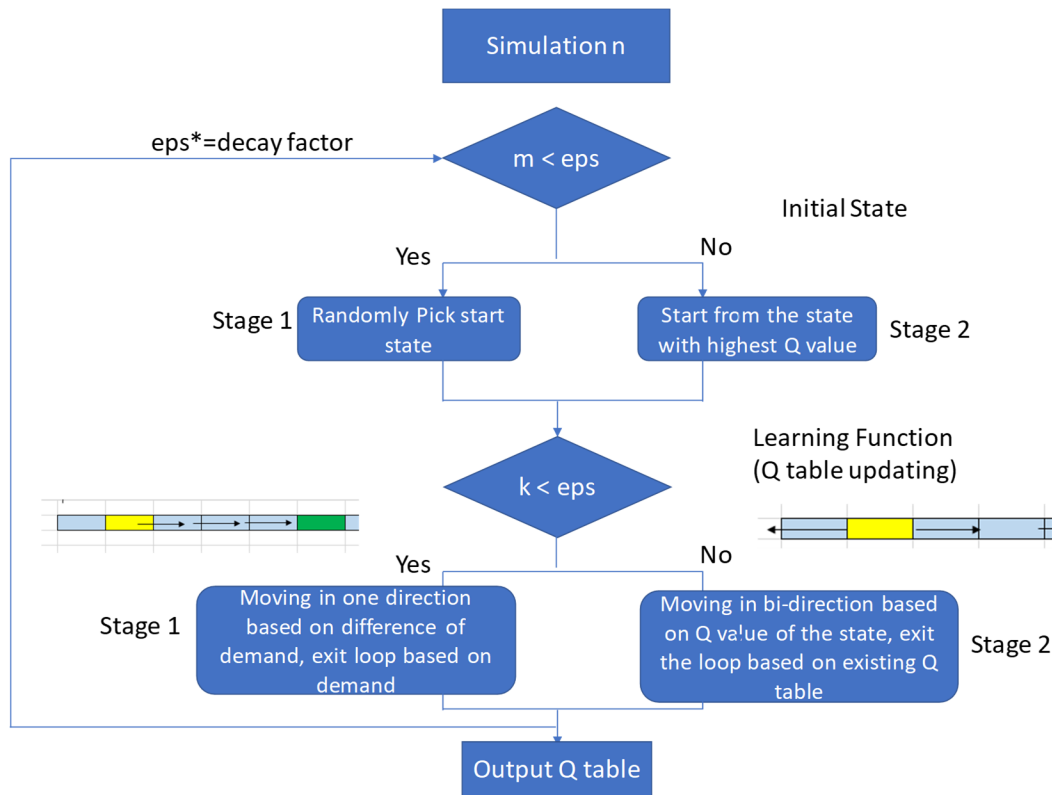 Simulation n
eps*=decay factor
m < eps
Initial State
Yes
No
Stage 1
Randomly Pick start
state
Start from the state
with highest Q value
Stage 2
Learning Function
(Q table updating)
k < eps
Yes
No
Stage 1
Moving in one direction
based on difference of
demand, exit loop based on
demand
Moving in bi-direction based
on Q value of the state, exit
the loop based on existing Q
table
Stage 2
Output Q table